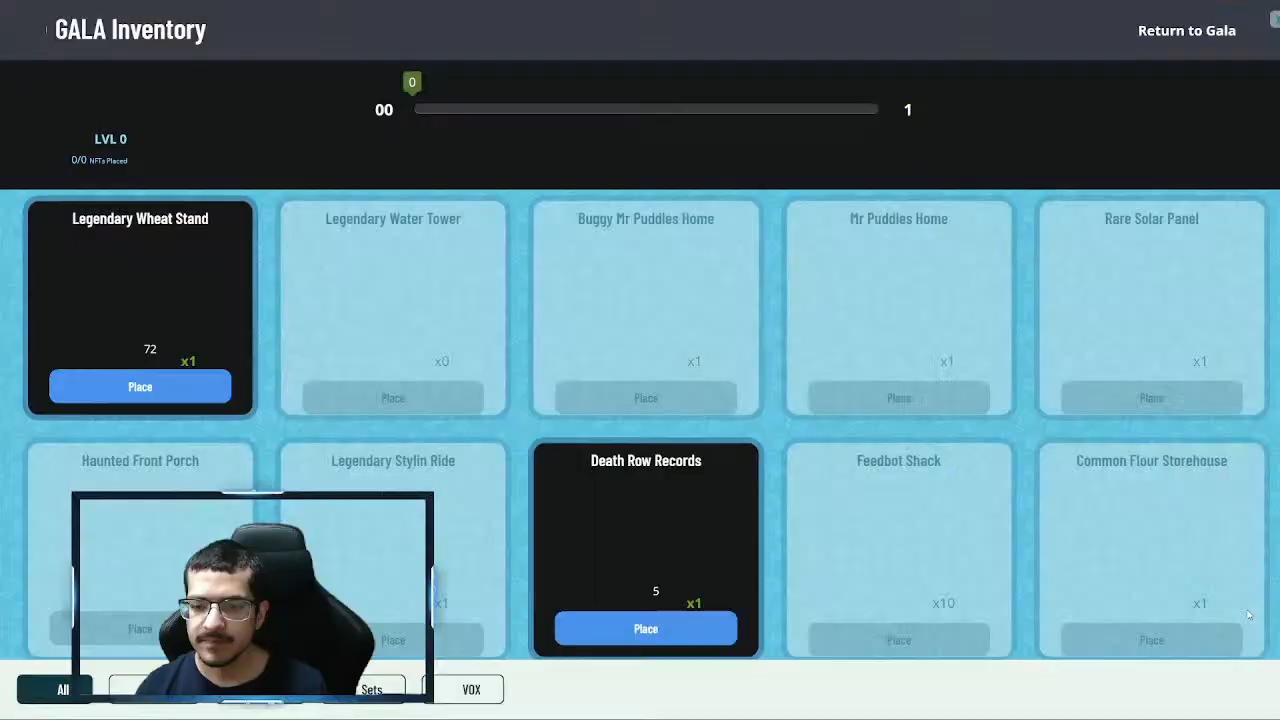 GALA Inventory
Return to Gala
0
00
1
LVL 0
0/0 NFTs Placed
Legendary Wheat Stand
Legendary Water Tower
Buggy Mr Puddles Home
Mr Puddles Home
Rare Solar Panel
72
x1
x0
x1
x1
x1
Place
Place
Place
Place
Place
Haunted Front Porch
Legendary Stylin Ride
Death Row Records
Feedbot Shack
Common Flour Storehouse
x1
5
x1
x10
x1
Place
Place
Place
Place
Place
All
Sets
VOX